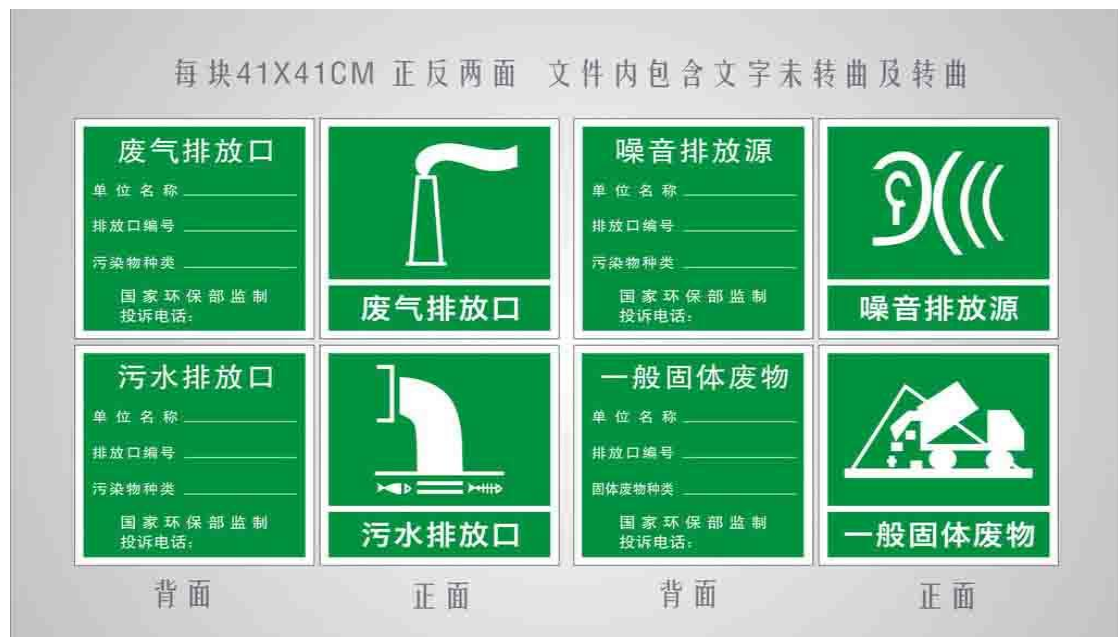 每块41X41CM 正反两面 文件内包含文字未转曲及转曲
废气排放口
单位名称
排放口编号
污染物种类
国家环保部监制
投诉电话:
废气排放口
噪音排放源
单位名称
排放口编号
污染物种类
国家环保部监制
投诉电话:
噪音排放源
污水排放口
单位名称
排放口编号
污染物种类
国家环保部监制
投诉电话:
污水排放口
一般固体废物
单位名称
排放口编号
固体废物种类
国家环保部监制
投诉电话:
一般固体废物
背面
正面
背面
正面